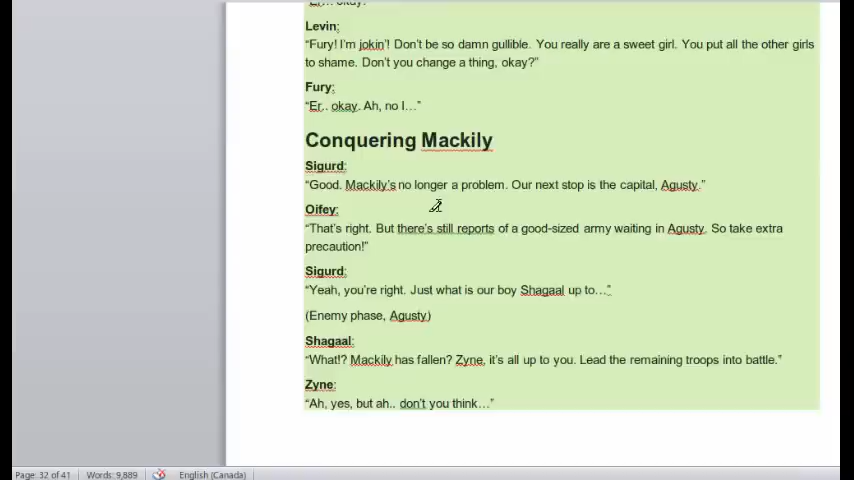 "Er... okay?
Levin:
"Fury! I'm jokin'! Don't be so damn gullible. You really are a sweet girl. You put all the other girls
to shame. Don't you change a thing, okay?"
Fury:
"Er.. okay. Ah, no I…"
Conquering Mackily
Sigurd:
"Good. Mackily's no longer a problem. Our next stop is the capital, Agusty."
Oifey:
"That's right. But there's still reports of a good-sized army waiting in Agusty. So take extra
precaution!"
Sigurd:
"Yeah, you're right. Just what is our boy Shagaal up to…"
(Enemy phase, Agusty)
Shagaal:
"What!? Mackily has fallen? Zyne, it's all up to you. Lead the remaining troops into battle."
Zyne:
"Ah, yes, but ah.. don't you think…"
Page: 32 of 41 Words: 9,889 English (Canada)